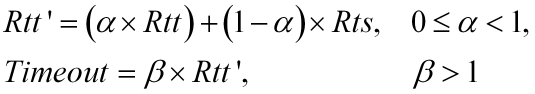 Rtt' = (α × Rtt) + (1 − α) × Rts, 0 ≤ α < 1,
Timeout = β × Rtt', β > 1